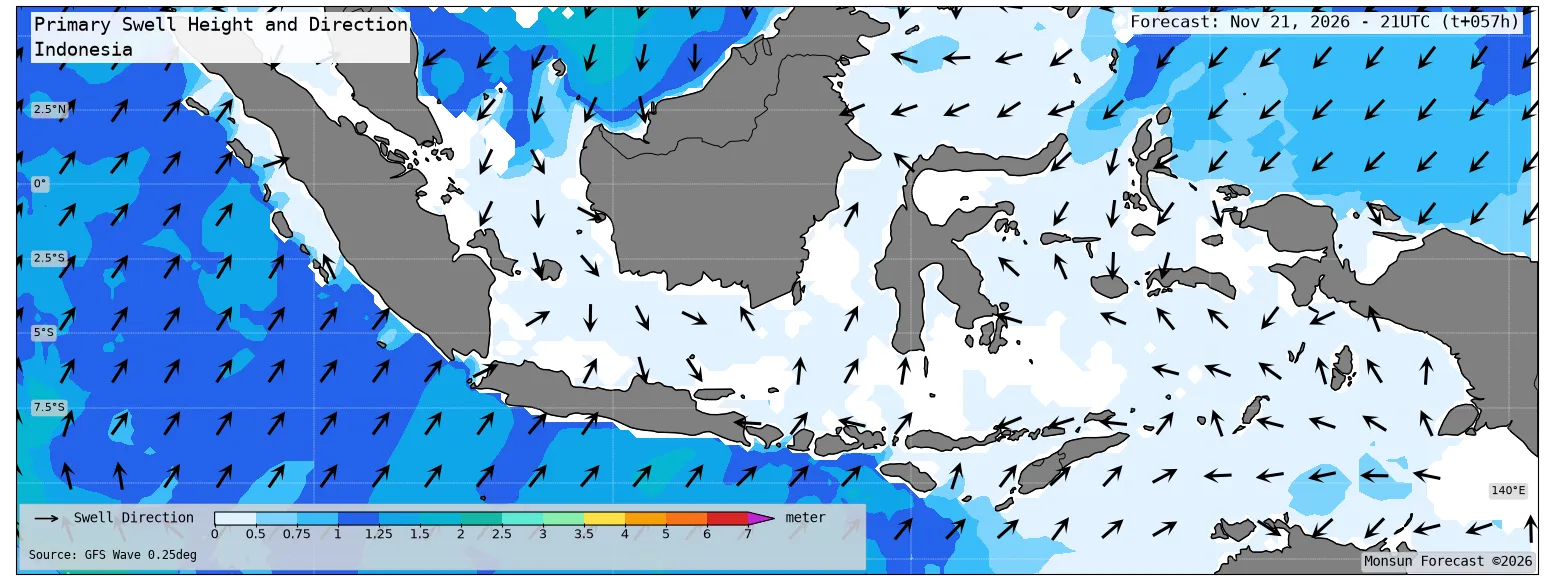 Primary Swell Height and Direction
Indonesia
Forecast: Nov 21, 2026 - 21UTC (t+057h)
2.5°N
0°
2.5°S
5°S
7.5°S
140°E
Swell Direction
meter
0 0.5 0.75 1 1.25 1.5 2 2.5 3 3.5 4 5 6 7
Source: GFS Wave 0.25deg
Monsun Forecast ©2026